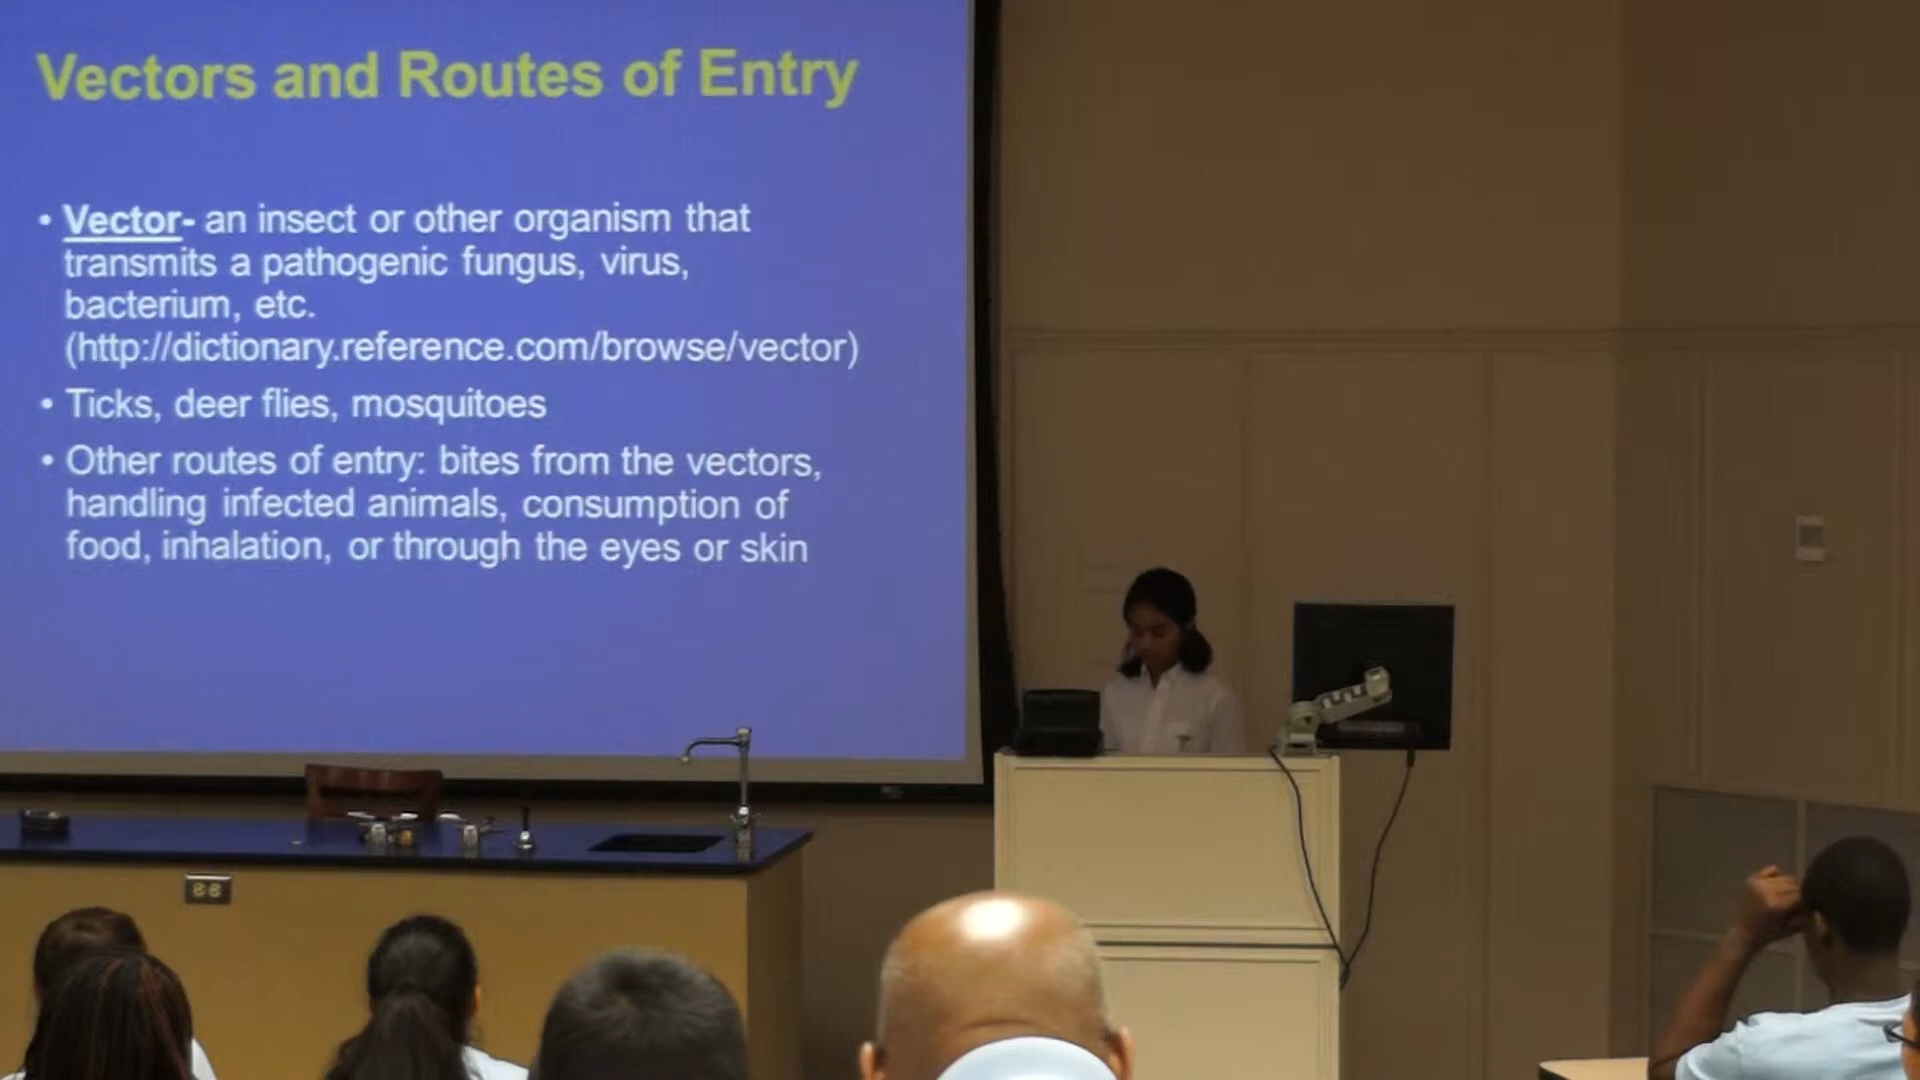 Vectors and Routes of Entry
• Vector- an insect or other organism that
transmits a pathogenic fungus, virus,
bacterium, etc.
(http://dictionary.reference.com/browse/vector)
• Ticks, deer flies, mosquitoes
• Other routes of entry: bites from the vectors,
handling infected animals, consumption of
food, inhalation, or through the eyes or skin